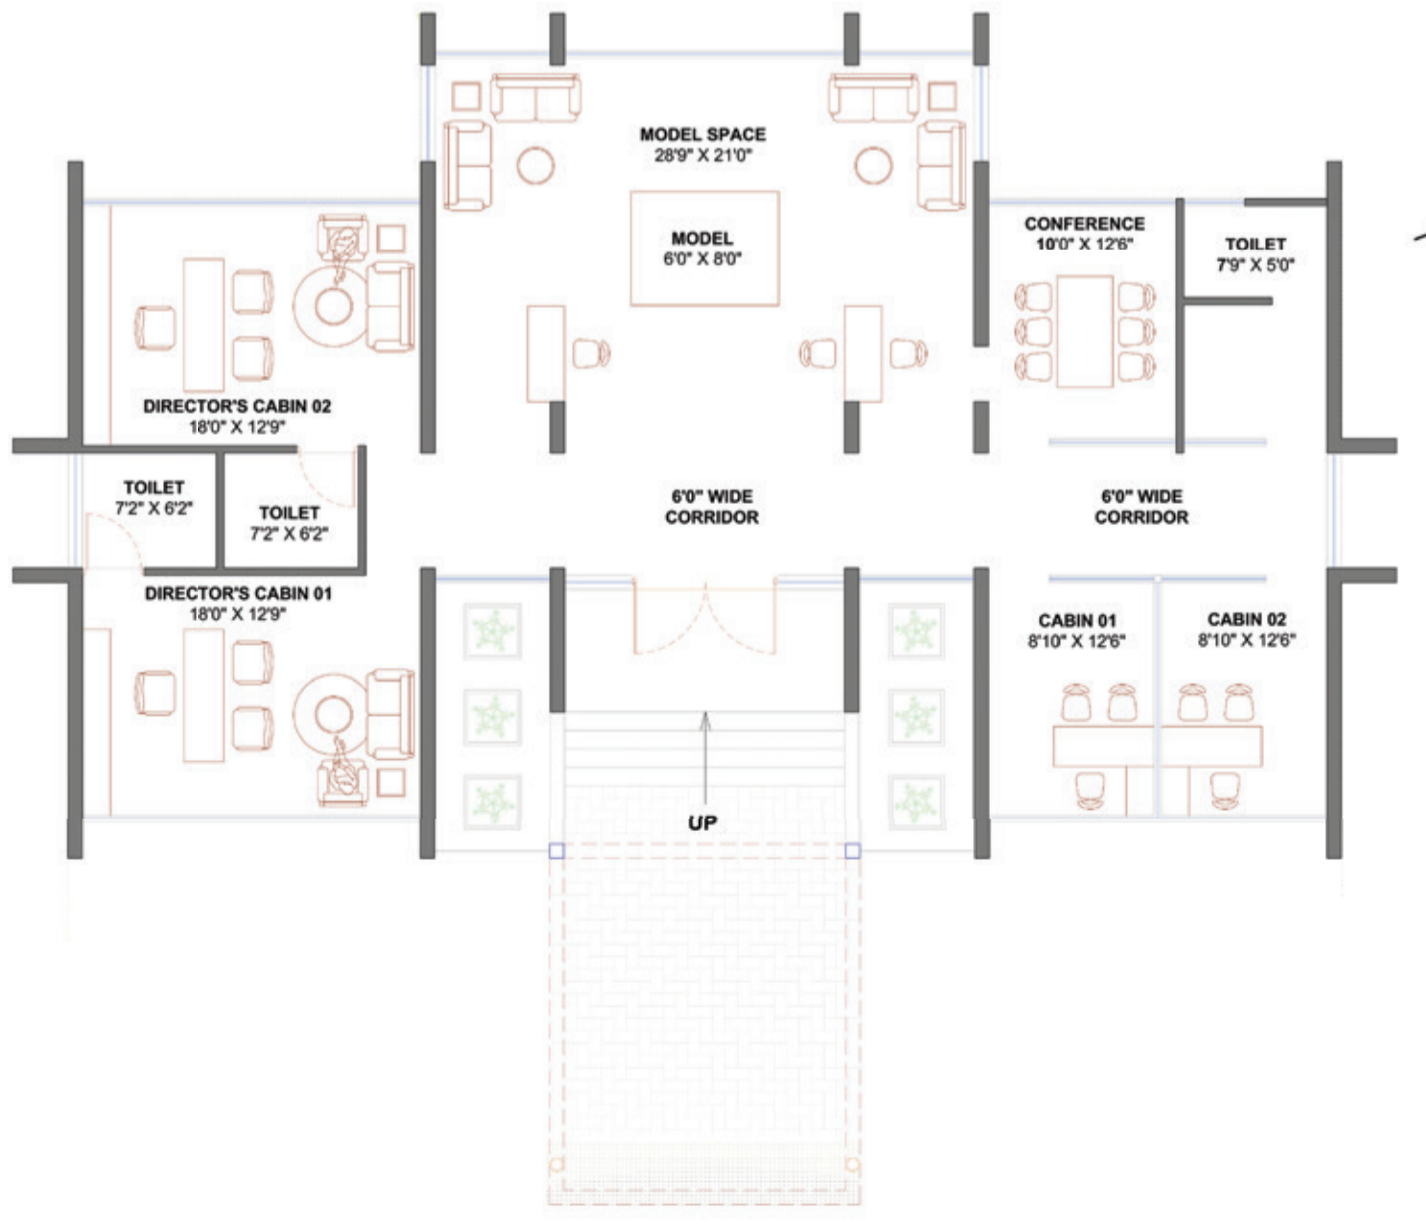 MODEL SPACE
28'9" X 21'0"
MODEL
6'0" X 8'0"
CONFERENCE
10'0" X 12'6"
TOILET
7'9" X 5'0"
DIRECTOR'S CABIN 02
18'0" X 12'9"
TOILET
7'2" X 6'2"
TOILET
7'2" X 6'2"
6'0" WIDE
CORRIDOR
6'0" WIDE
CORRIDOR
DIRECTOR'S CABIN 01
18'0" X 12'9"
CABIN 01
8'10" X 12'6"
CABIN 02
8'10" X 12'6"
UP